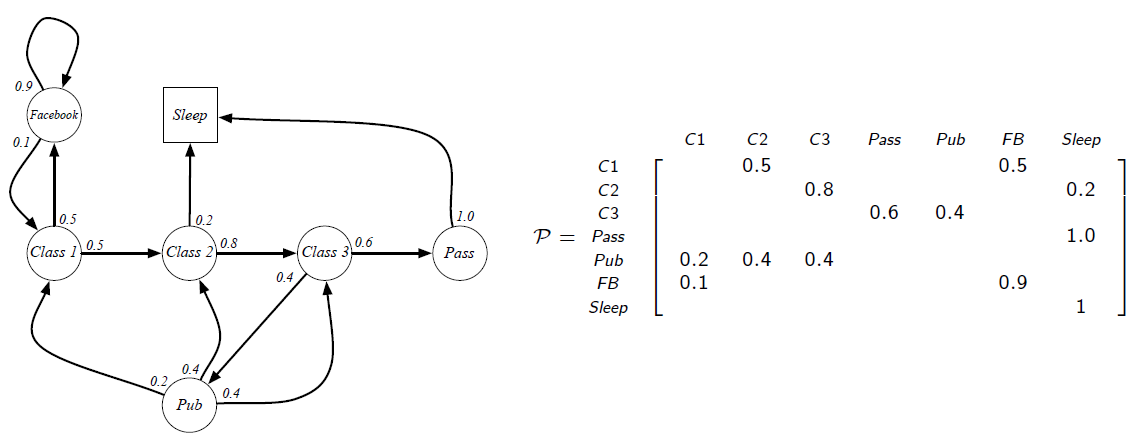 0.9
Facebook
0.1
Sleep
0.5
0.2
1.0
Class 1
0.5
Class 2
0.8
Class 3
0.6
Pass
0.4
0.2
0.4
0.4
Pub
C1 C2 C3 Pass Pub FB Sleep
C1 0.5 0.5
C2 0.8 0.2
C3 0.6 0.4
𝒫 = Pass 1.0
Pub 0.2 0.4 0.4
FB 0.1 0.9
Sleep 1